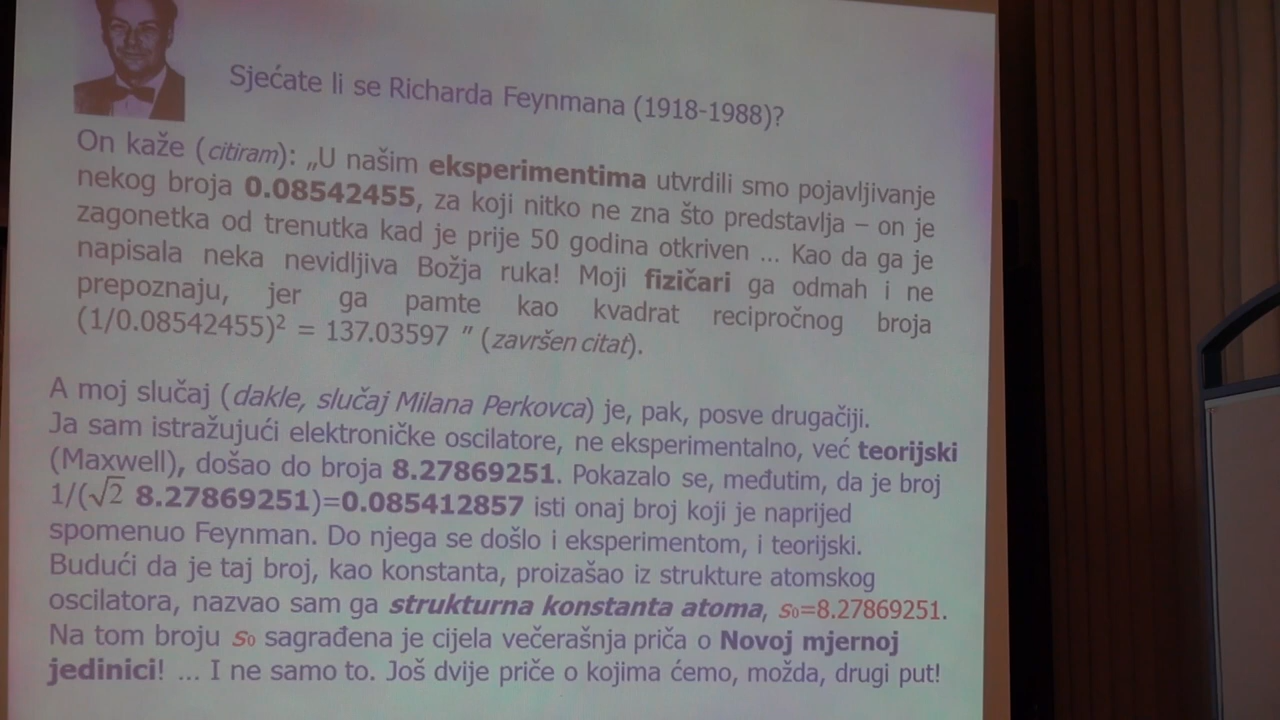 Sjećate li se Richarda Feynmana (1918-1988)?
On kaže (citiram): „U našim eksperimentima utvrdili smo pojavljivanje
nekog broja 0.08542455, za koji nitko ne zna što predstavlja – on je
zagonetka od trenutka kad je prije 50 godina otkriven ... Kao da ga je
napisala neka nevidljiva Božja ruka! Moji fizičari ga odmah i ne
prepoznaju, jer ga pamte kao kvadrat recipročnog broja
(1/0.08542455)² = 137.03597 ” (završen citat).
A moj slučaj (dakle, slučaj Milana Perkovca) je, pak, posve drugačiji.
Ja sam istražujući elektroničke oscilatore, ne eksperimentalno, već teorijski
(Maxwell), došao do broja 8.27869251. Pokazalo se, međutim, da je broj
1/(√2 8.27869251)=0.085412857 isti onaj broj koji je naprijed
spomenuo Feynman. Do njega se došlo i eksperimentom, i teorijski.
Budući da je taj broj, kao konstanta, proizašao iz strukture atomskog
oscilatora, nazvao sam ga strukturna konstanta atoma, s₀=8.27869251.
Na tom broju s₀ sagrađena je cijela večerašnja priča o Novoj mjernoj
jedinici! ... I ne samo to. Još dvije priče o kojima ćemo, možda, drugi put!